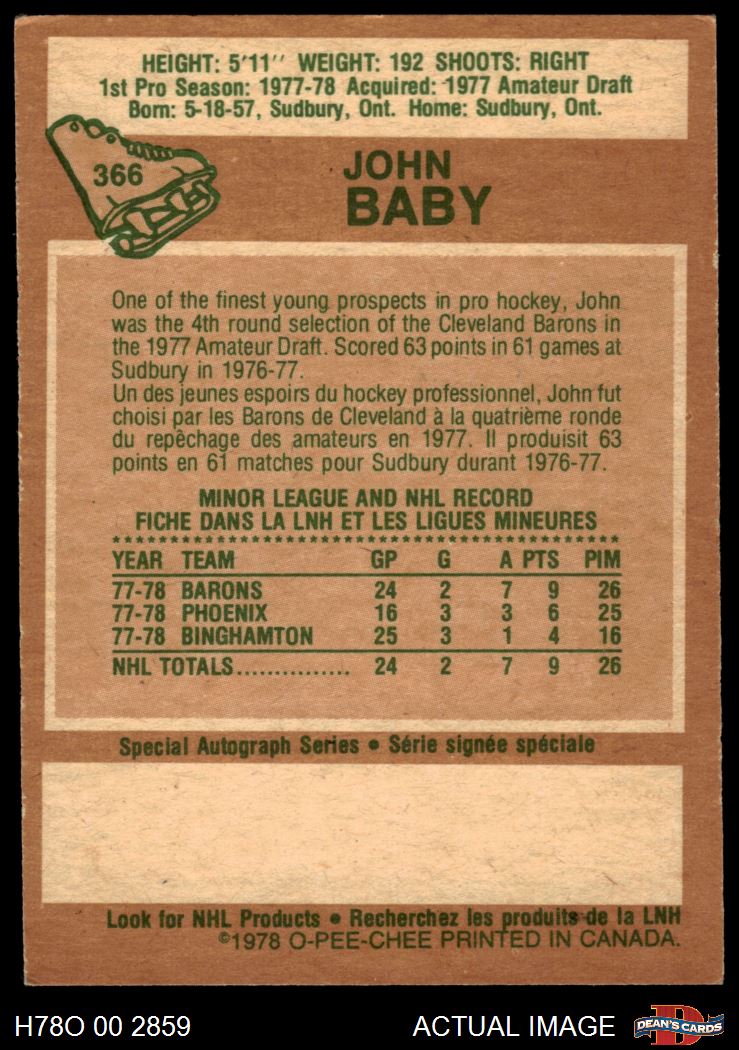 HEIGHT: 5'11'' WEIGHT: 192 SHOOTS: RIGHT
1st Pro Season: 1977-78 Acquired: 1977 Amateur Draft
Born: 5-18-57, Sudbury, Ont. Home: Sudbury, Ont.
366
JOHN
BABY
One of the finest young prospects in pro hockey, John
was the 4th round selection of the Cleveland Barons in
the 1977 Amateur Draft. Scored 63 points in 61 games at
Sudbury in 1976-77.
Un des jeunes espoirs du hockey professionnel, John fut
choisi par les Barons de Cleveland à la quatrième ronde
du repêchage des amateurs en 1977. Il produisit 63
points en 61 matches pour Sudbury durant 1976-77.
MINOR LEAGUE AND NHL RECORD
FICHE DANS LA LNH ET LES LIGUES MINEURES
YEAR TEAM GP G A PTS PIM
77-78 BARONS 24 2 7 9 26
77-78 PHOENIX 16 3 3 6 25
77-78 BINGHAMTON 25 3 1 4 16
NHL TOTALS............... 24 2 7 9 26
Special Autograph Series • Série signée spéciale
Look for NHL Products • Recherchez les produits de la LNH
©1978 O-PEE-CHEE PRINTED IN CANADA.
H78O 00 2859 ACTUAL IMAGE D DEAN'S CARDS